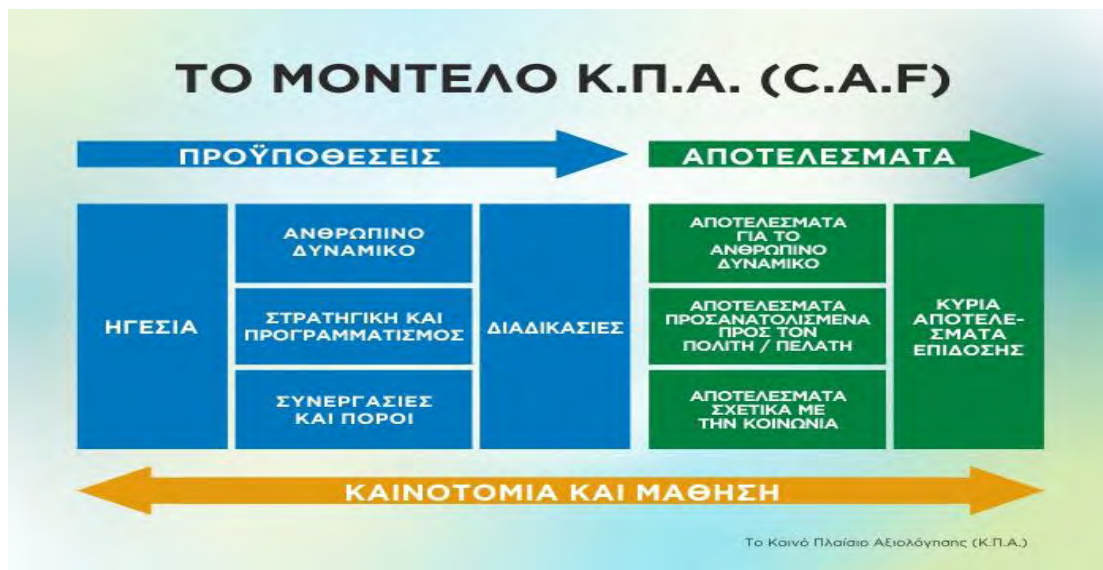 ΤΟ ΜΟΝΤΕΛΟ Κ.Π.Α. (C.A.F)
ΠΡΟΫΠΟΘΕΣΕΙΣ
ΑΠΟΤΕΛΕΣΜΑΤΑ
ΗΓΕΣΙΑ
ΑΝΘΡΩΠΙΝΟ
ΔΥΝΑΜΙΚΟ
ΣΤΡΑΤΗΓΙΚΗ ΚΑΙ
ΠΡΟΓΡΑΜΜΑΤΙΣΜΟΣ
ΣΥΝΕΡΓΑΣΙΕΣ
ΚΑΙ ΠΟΡΟΙ
ΔΙΑΔΙΚΑΣΙΕΣ
ΑΠΟΤΕΛΕΣΜΑΤΑ
ΓΙΑ ΤΟ
ΑΝΘΡΩΠΙΝΟ
ΔΥΝΑΜΙΚΟ
ΑΠΟΤΕΛΕΣΜΑΤΑ
ΠΡΟΣΑΝΑΤΟΛΙΣΜΕΝΑ
ΠΡΟΣ ΤΟΝ
ΠΟΛΙΤΗ / ΠΕΛΑΤΗ
ΑΠΟΤΕΛΕΣΜΑΤΑ
ΣΧΕΤΙΚΑ ΜΕ
ΤΗΝ ΚΟΙΝΩΝΙΑ
ΚΥΡΙΑ
ΑΠΟΤΕΛΕ-
ΣΜΑΤΑ
ΕΠΙΔΟΣΗΣ
ΚΑΙΝΟΤΟΜΙΑ ΚΑΙ ΜΑΘΗΣΗ
Το Κοινό Πλαίσιο Αξιολόγησης (Κ.Π.Α.)